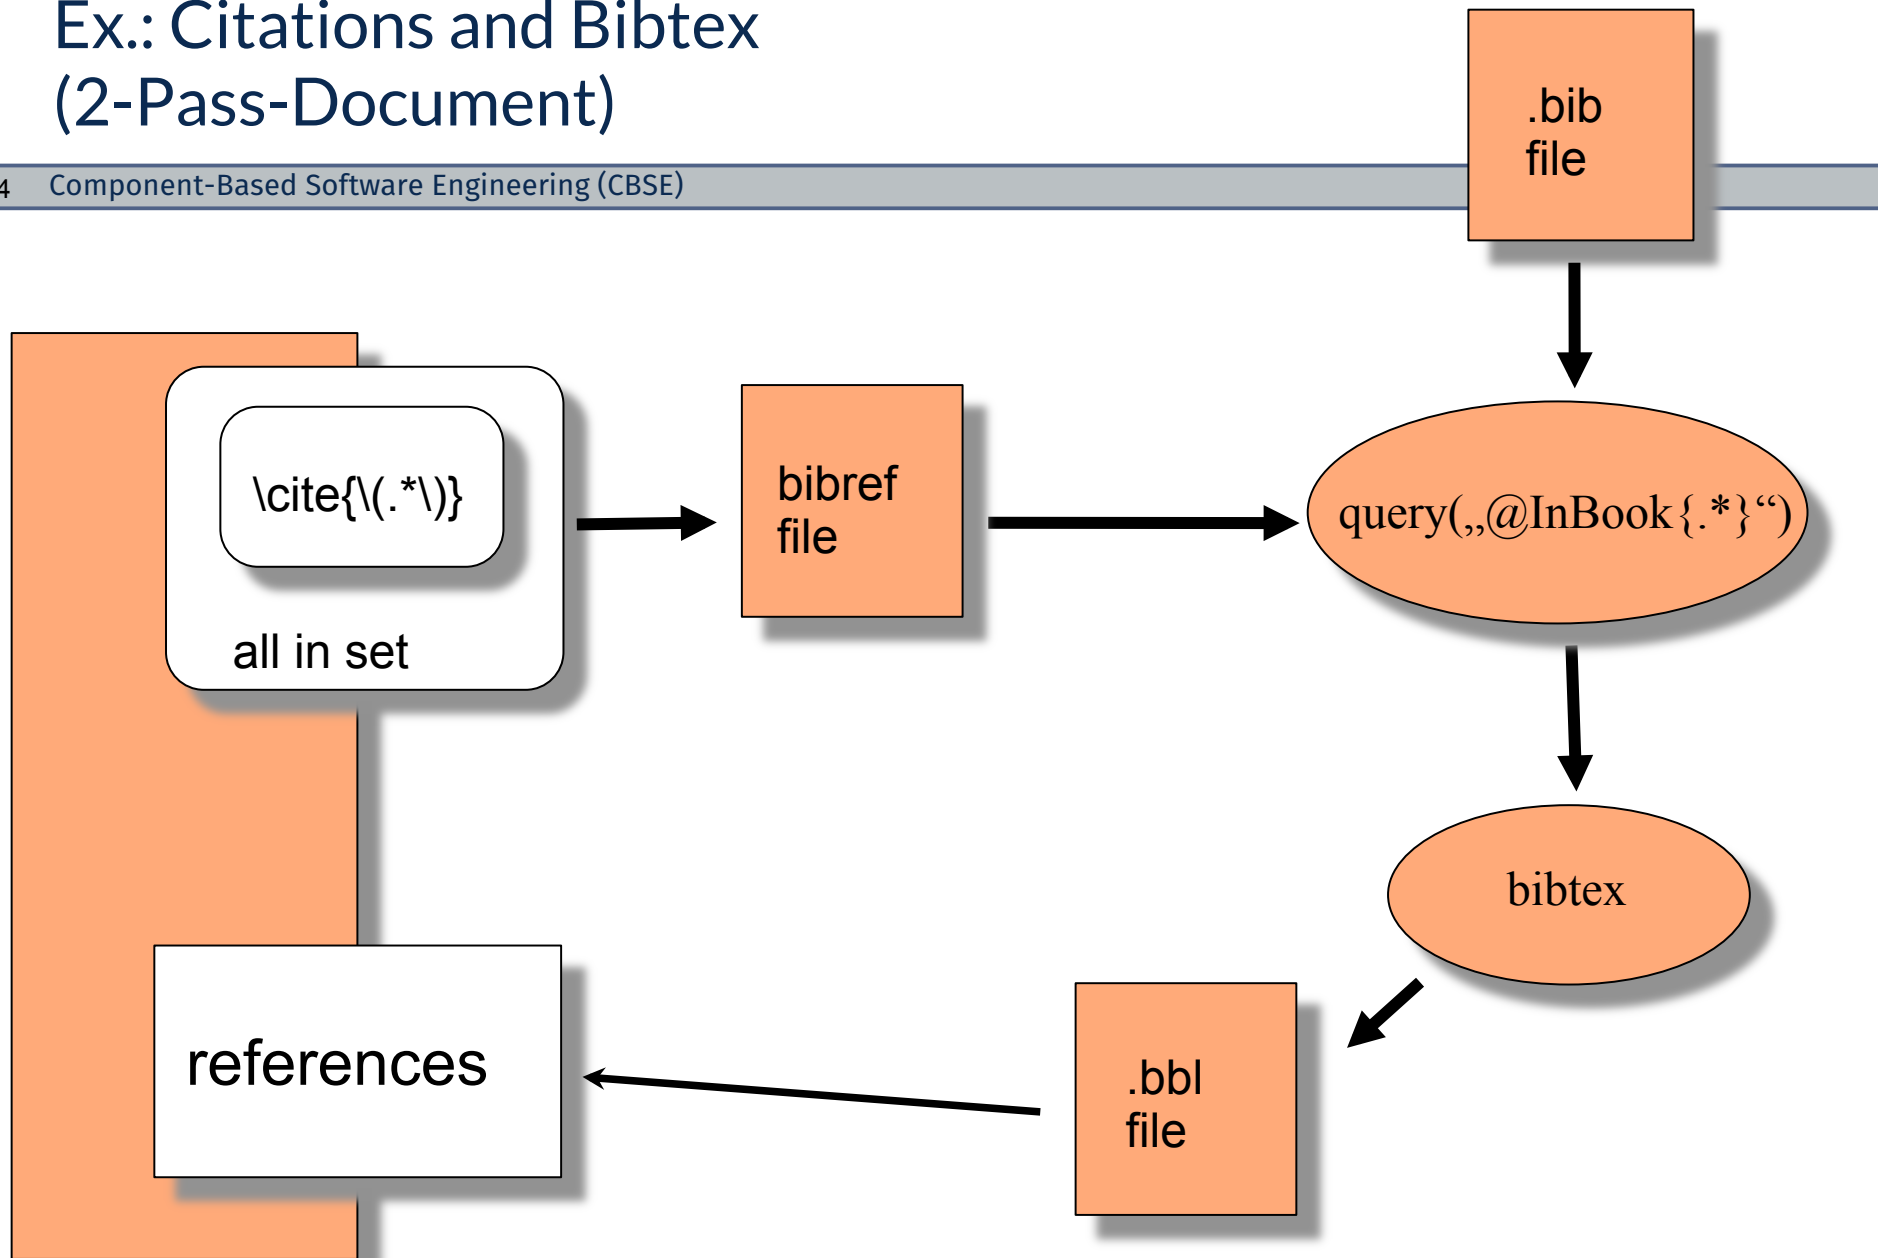 Ex.: Citations and Bibtex
(2-Pass-Document)
.bib
file
4 Component-Based Software Engineering (CBSE)
\cite{\(.*\)}
all in set
bibref
file
query(„@InBook{.*}“)
bibtex
references
.bbl
file